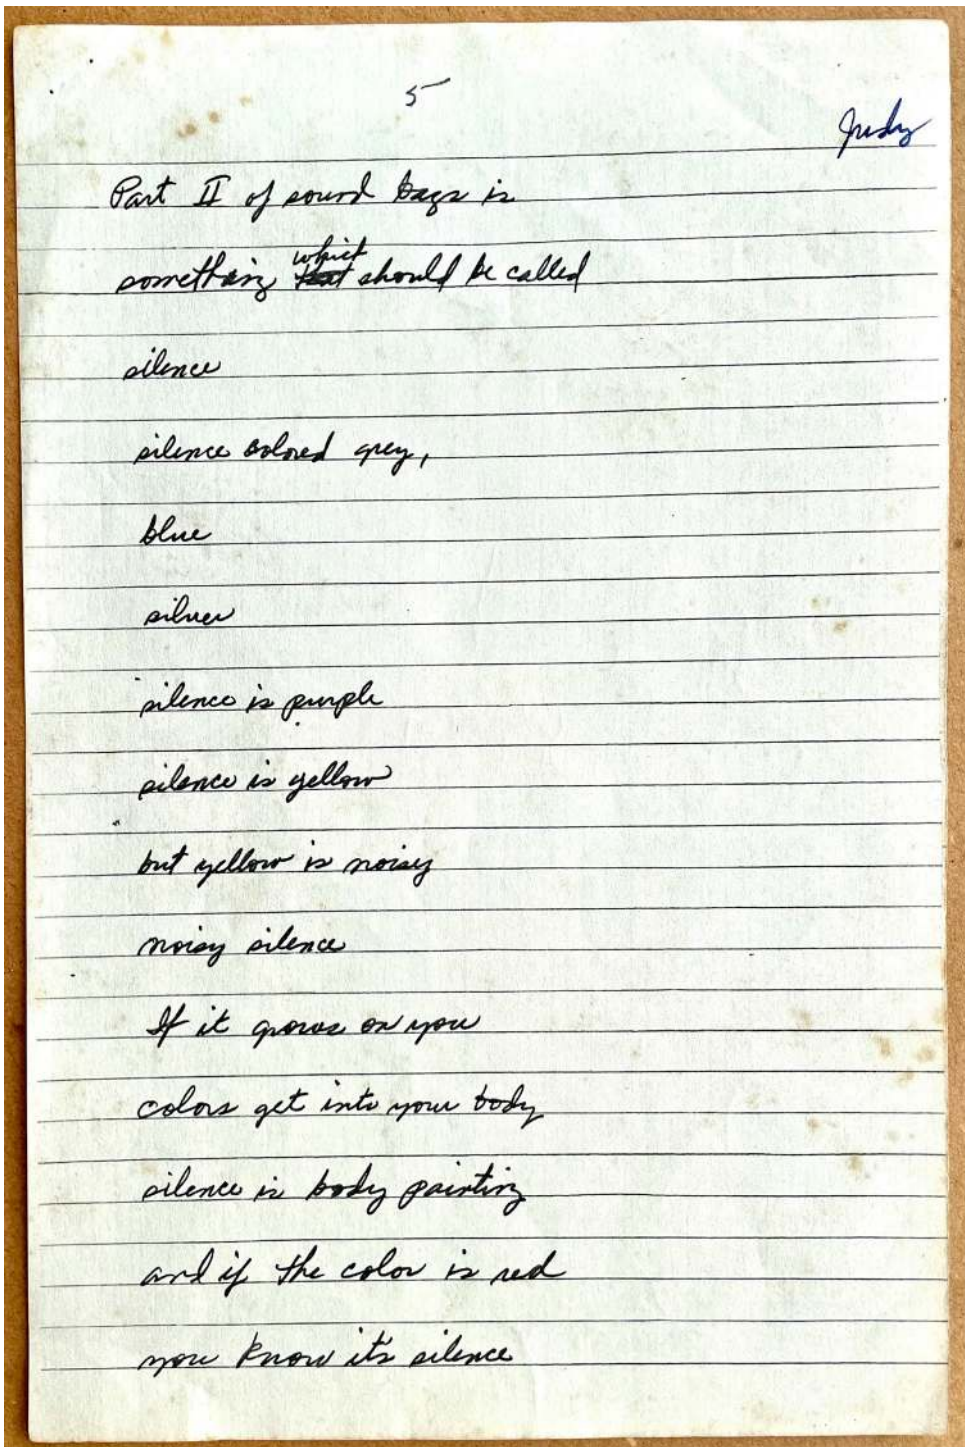 5
Judy
Part II of sound bags is
something which should be called
silence
silence colored grey,
blue
silver
silence is purple
silence is yellow
but yellow is noisy
noisy silence
If it grows on you
colors get into your body
silence is body painting
and if the color is red
you know it's silence